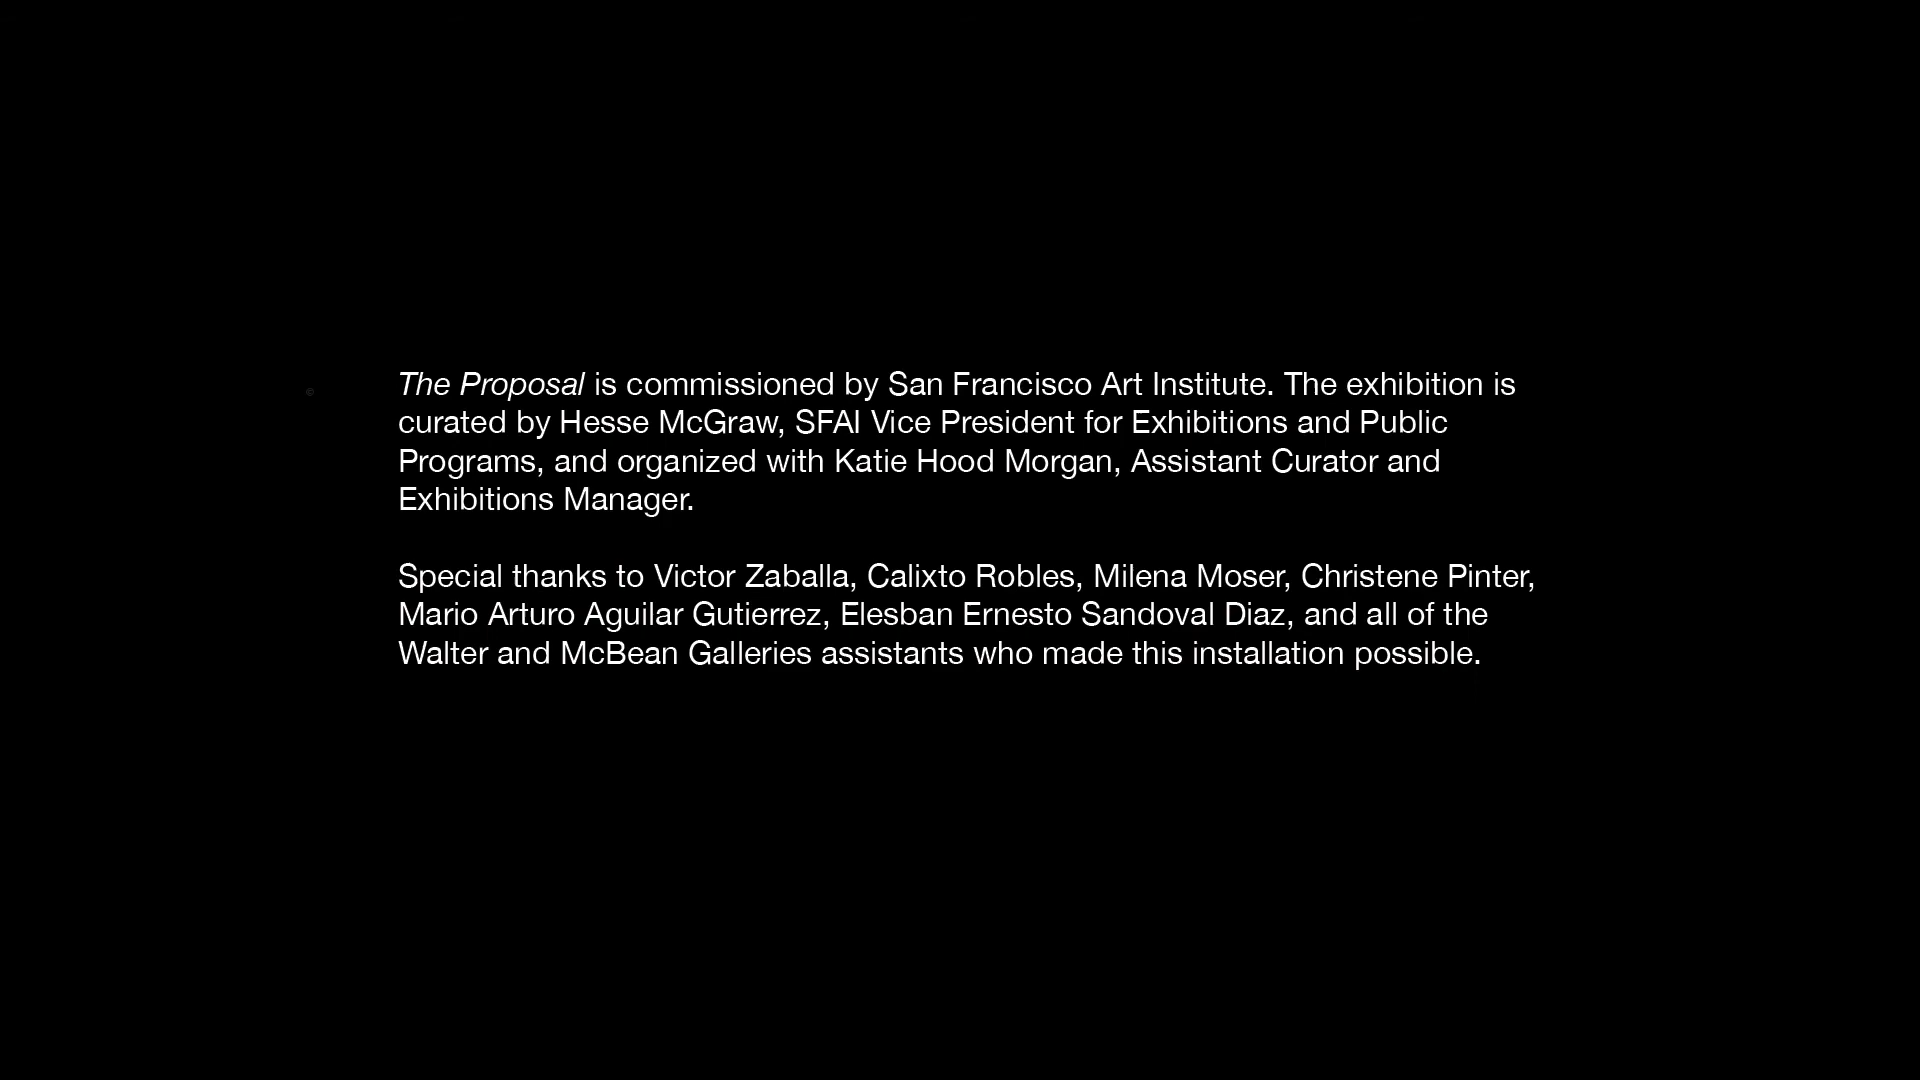 The Proposal is commissioned by San Francisco Art Institute. The exhibition is
curated by Hesse McGraw, SFAI Vice President for Exhibitions and Public
Programs, and organized with Katie Hood Morgan, Assistant Curator and
Exhibitions Manager.
Special thanks to Victor Zaballa, Calixto Robles, Milena Moser, Christene Pinter,
Mario Arturo Aguilar Gutierrez, Elesban Ernesto Sandoval Diaz, and all of the
Walter and McBean Galleries assistants who made this installation possible.